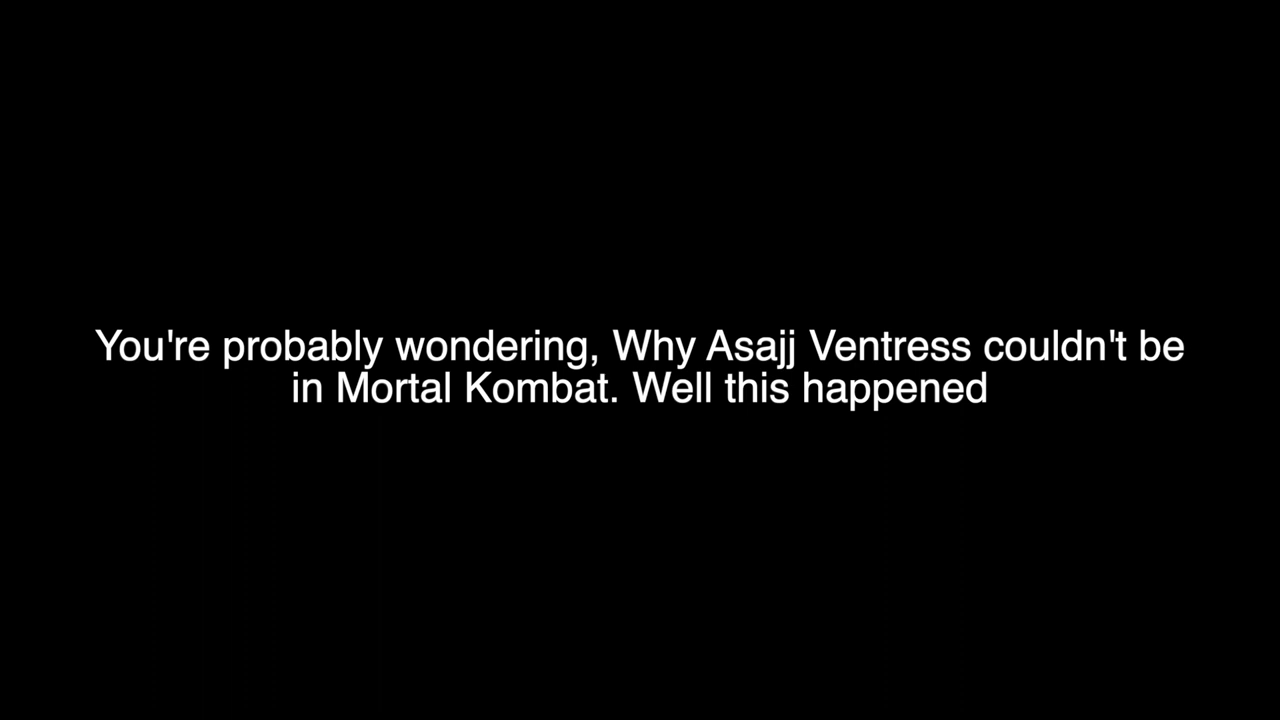 You're probably wondering, Why Asajj Ventress couldn't be
in Mortal Kombat. Well this happened